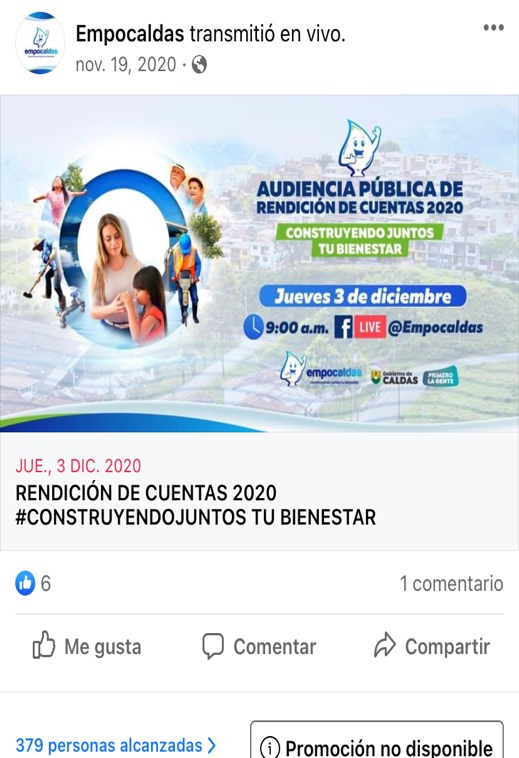 Empocaldas transmitió en vivo.
nov. 19, 2020
empocaldas
AUDIENCIA PÚBLICA DE
RENDICIÓN DE CUENTAS 2020
CONSTRUYENDO JUNTOS
TU BIENESTAR
Jueves 3 de diciembre
9:00 a.m. f LIVE @Empocaldas
empocaldas
Gobierno de
CALDAS
PRIMERO
LA GENTE
JUE., 3 DIC. 2020
RENDICIÓN DE CUENTAS 2020
#CONSTRUYENDOJUNTOS TU BIENESTAR
6
1 comentario
Me gusta
Comentar
Compartir
379 personas alcanzadas
Promoción no disponible